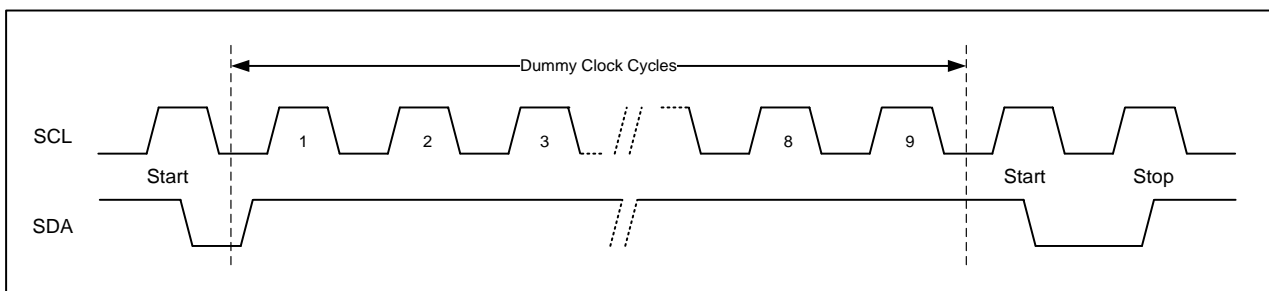 Dummy Clock Cycles
SCL
1 2 3 8 9
Start Start Stop
SDA